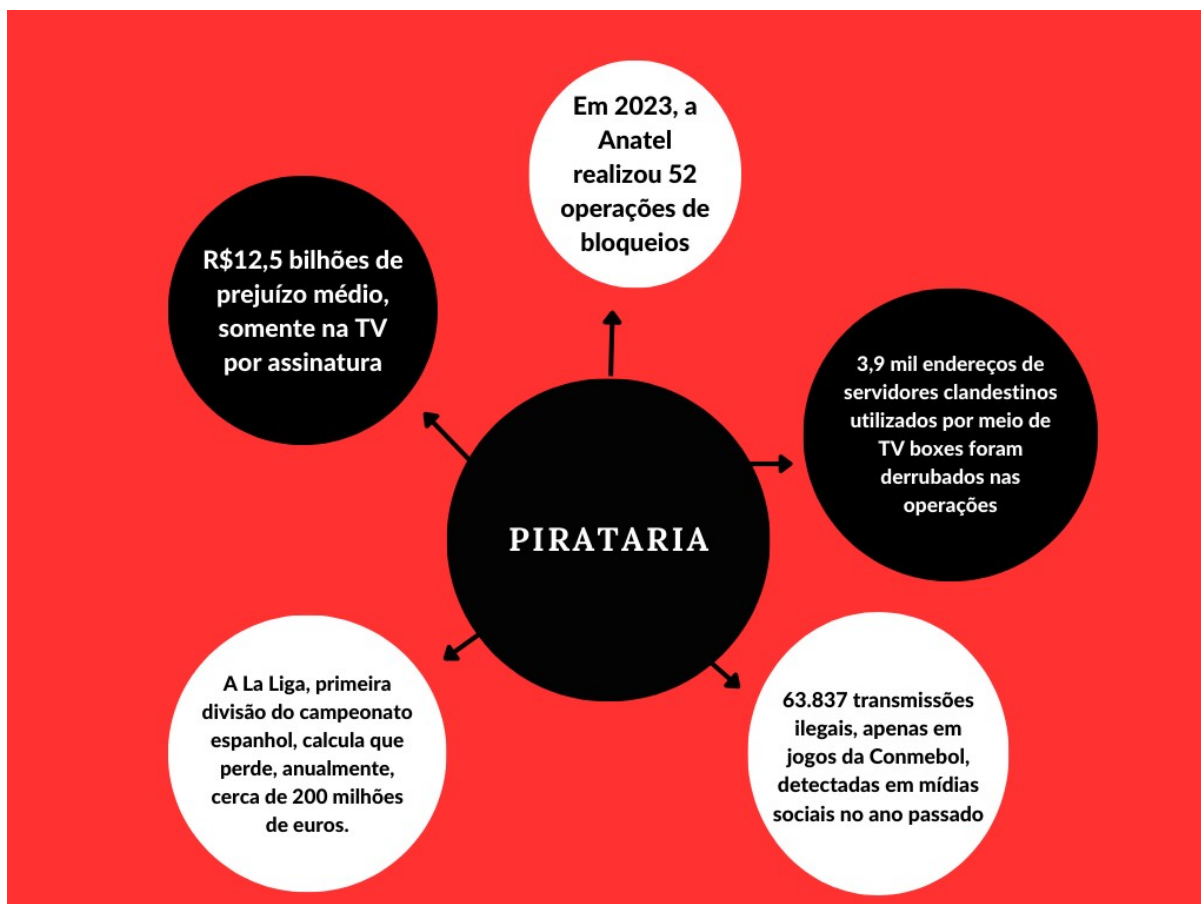 Em 2023, a
Anatel
realizou 52
operações de
bloqueios
R$12,5 bilhões de
prejuízo médio,
somente na TV
por assinatura
3,9 mil endereços de
servidores clandestinos
utilizados por meio de
TV boxes foram
derrubados nas
operações
PIRATARIA
A La Liga, primeira
divisão do campeonato
espanhol, calcula que
perde, anualmente,
cerca de 200 milhões
de euros.
63.837 transmissões
ilegais, apenas em
jogos da Conmebol,
detectadas em mídias
sociais no ano passado